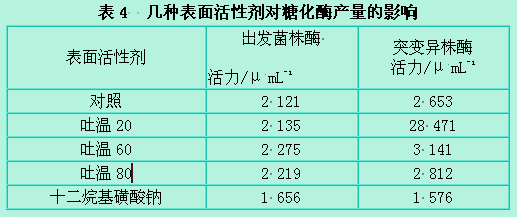 表 4 几种表面活性剂对糖化酶产量的影响
表面活性剂 出发菌株酶活力/μ mL⁻¹ 突变异株酶活力/μ mL⁻¹
对照 2·121 2·653
吐温 20 2·135 28·471
吐温 60 2·275 3·141
吐温 80 2·219 2·812
十二烷基磺酸钠 1·656 1·576